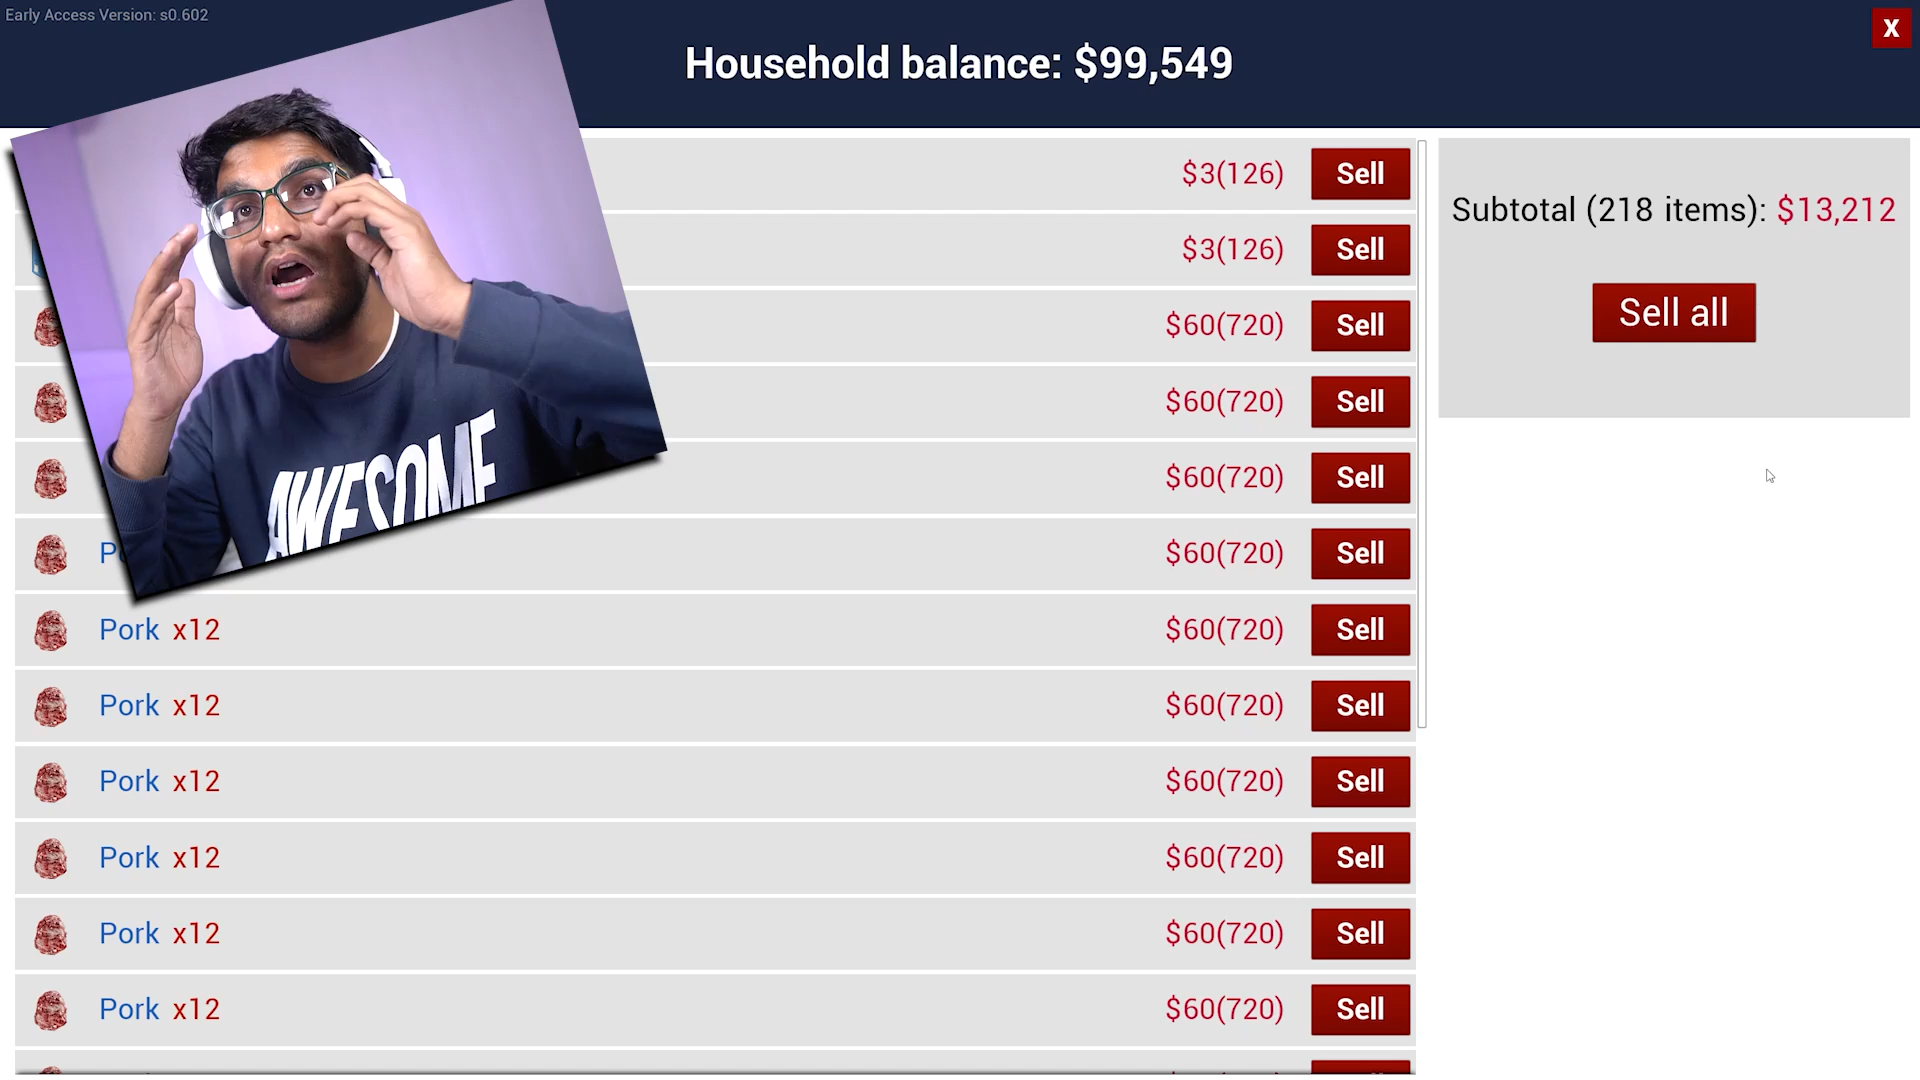 Early Access Version: s0.602
X
Household balance: $99,549
$3(126) Sell
$3(126) Sell
$60(720) Sell
$60(720) Sell
$60(720) Sell
$60(720) Sell
Pork x12 $60(720) Sell
Pork x12 $60(720) Sell
Pork x12 $60(720) Sell
Pork x12 $60(720) Sell
Pork x12 $60(720) Sell
Pork x12 $60(720) Sell
Subtotal (218 items): $13,212
Sell all
AWESOME